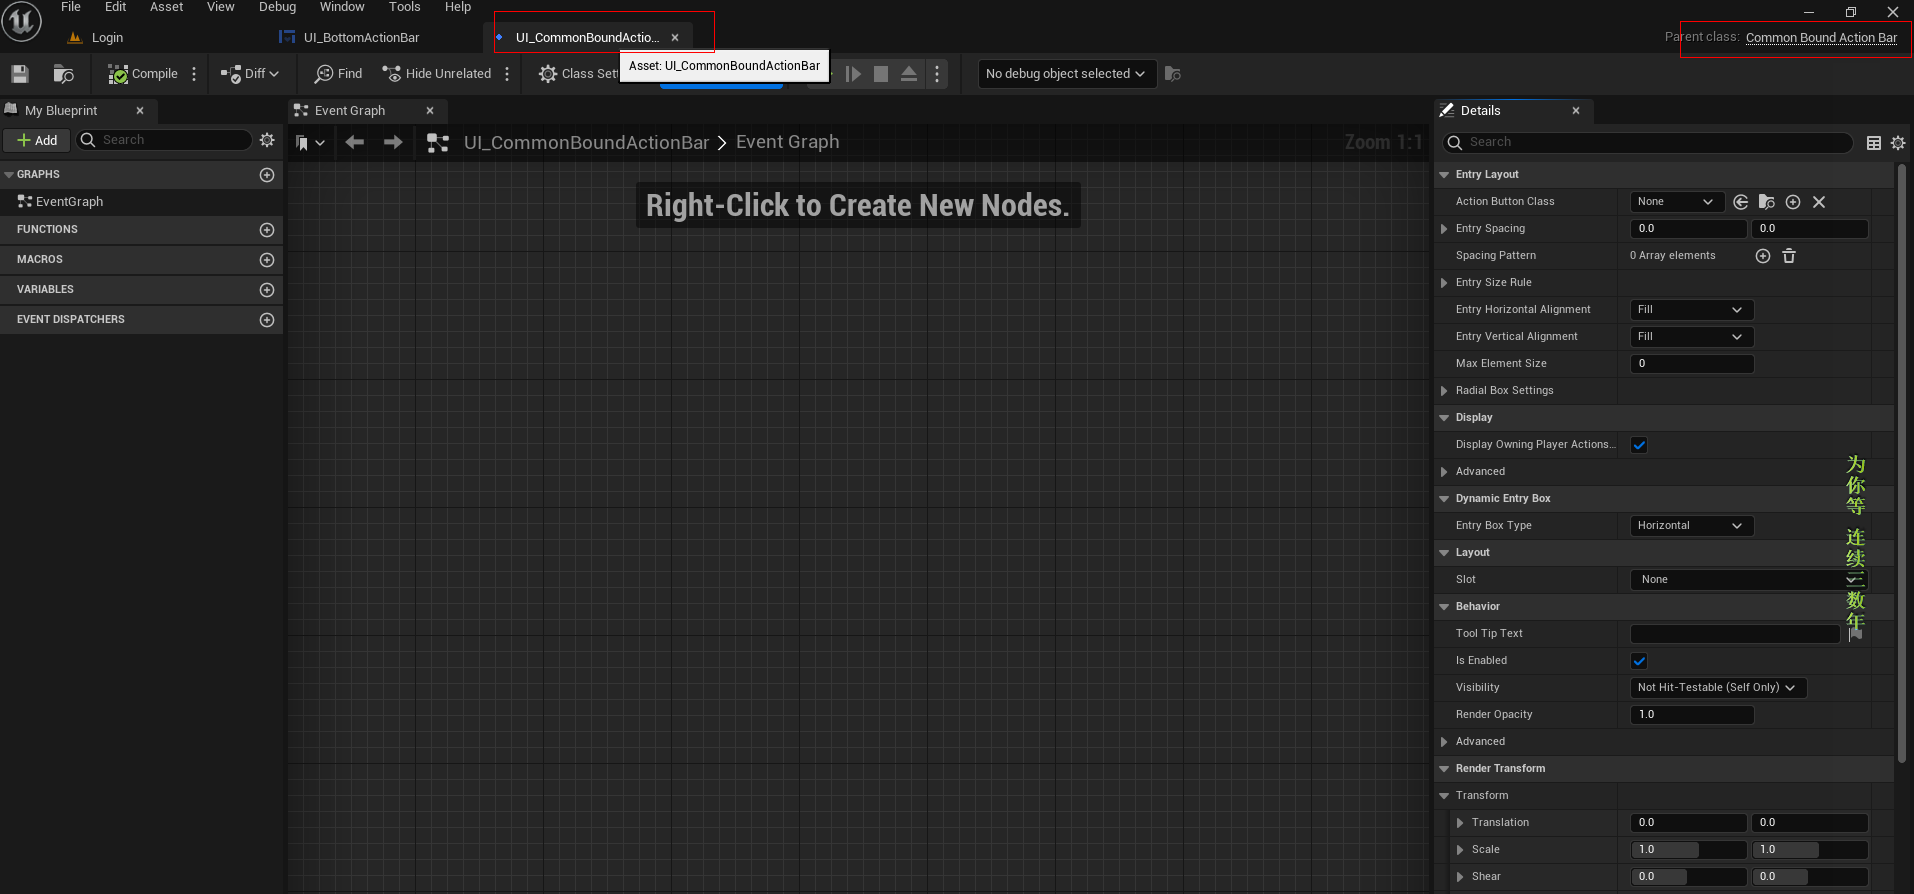 File Edit Asset View Debug Window Tools Help
Login
UI_BottomActionBar
UI_CommonBoundActio...
Parent class: Common Bound Action Bar
Compile
Diff
Find
Hide Unrelated
Class Sett
Asset: UI_CommonBoundActionBar
No debug object selected
My Blueprint
Add
Search
GRAPHS
EventGraph
FUNCTIONS
MACROS
VARIABLES
EVENT DISPATCHERS
Event Graph
UI_CommonBoundActionBar > Event Graph
Zoom 1:1
Right-Click to Create New Nodes.
Details
Search
Entry Layout
Action Button Class None
Entry Spacing 0.0 0.0
Spacing Pattern 0 Array elements
Entry Size Rule
Entry Horizontal Alignment Fill
Entry Vertical Alignment Fill
Max Element Size 0
Radial Box Settings
Display
Display Owning Player Actions...
Advanced
Dynamic Entry Box
Entry Box Type Horizontal
Layout
Slot None
Behavior
Tool Tip Text
Is Enabled
Visibility Not Hit-Testable (Self Only)
Render Opacity 1.0
Advanced
Render Transform
Transform
Translation 0.0 0.0
Scale 1.0 1.0
Shear 0.0 0.0
为你等 连续三数年